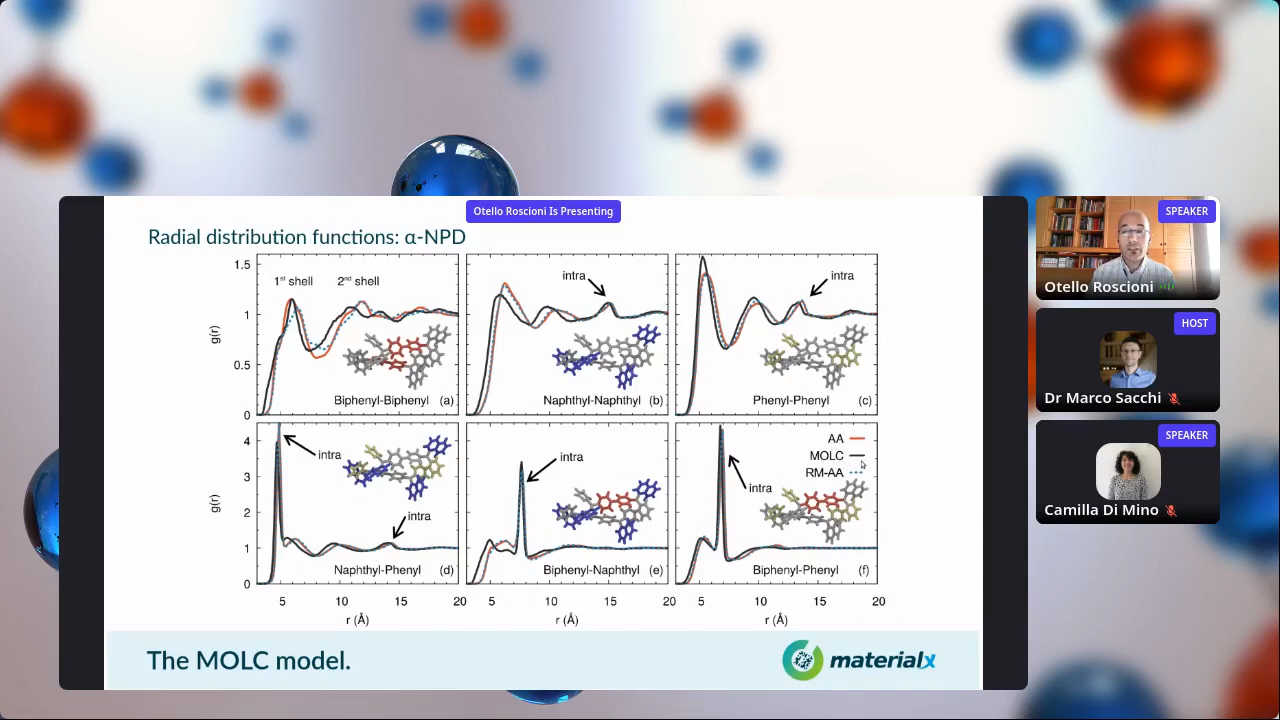 Otello Roscioni Is Presenting
Radial distribution functions: α-NPD
1.5
1
0.5
0
g(r)
1st shell
2nd shell
Biphenyl-Biphenyl (a)
intra
Naphthyl-Naphthyl (b)
intra
Phenyl-Phenyl (c)
4
3
2
1
0
g(r)
intra
intra
Naphthyl-Phenyl (d)
intra
Biphenyl-Naphthyl (e)
AA
MOLC
RM-AA
intra
Biphenyl-Phenyl (f)
5 10 15 20 5 10 15 20 5 10 15 20
r (Å) r (Å) r (Å)
The MOLC model.
materialx
SPEAKER
Otello Roscioni
HOST
Dr Marco Sacchi
SPEAKER
Camilla Di Mino